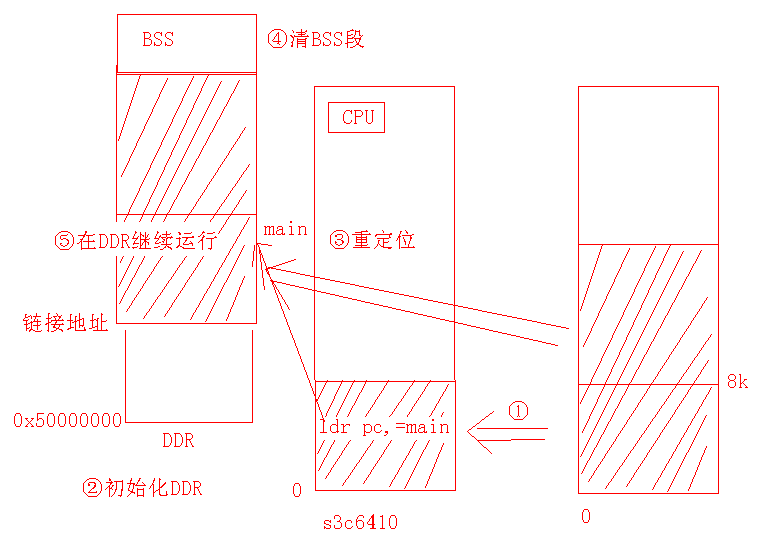 BSS
④清BSS段
CPU
main
③重定位
⑤在DDR继续运行
链接地址
8k
①
ldr pc,=main
0x50000000
DDR
②初始化DDR
0
s3c6410
0